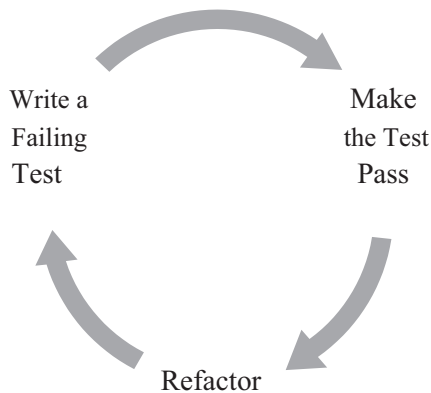 Write a
Failing
Test
Make
the Test
Pass
Refactor